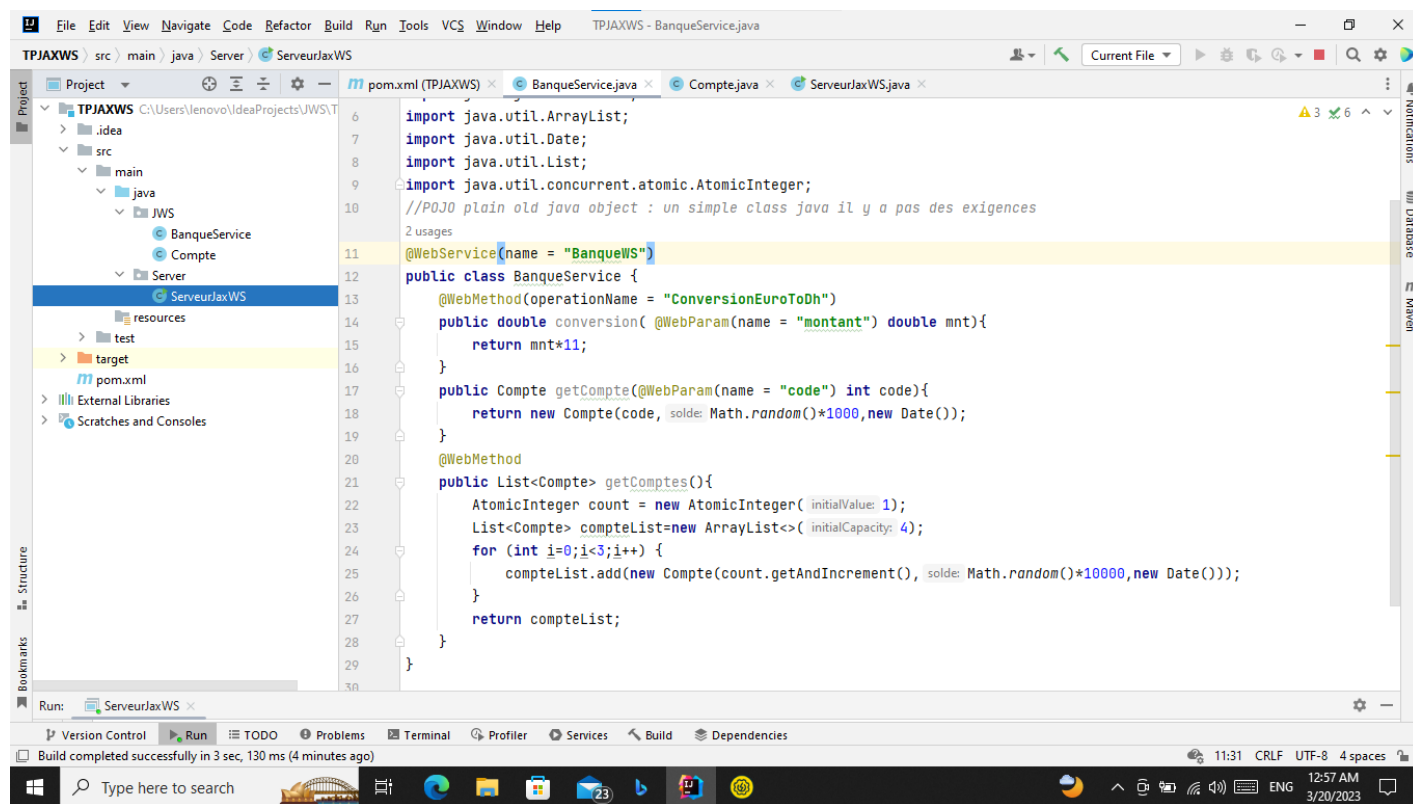 File Edit View Navigate Code Refactor Build Run Tools VCS Window Help TPJAXWS - BanqueService.java
TPJAXWS src main java Server ServeurJaxWS
Current File
Project
pom.xml (TPJAXWS)
BanqueService.java
Compte.java
ServeurJaxWS.java
Project
TPJAXWS C:\Users\lenovo\IdeaProjects\JWS\T
.idea
src
main
java
JWS
BanqueService
Compte
Server
ServeurJaxWS
resources
test
target
pom.xml
External Libraries
Scratches and Consoles
3 6
6 import java.util.ArrayList;
7 import java.util.Date;
8 import java.util.List;
9 import java.util.concurrent.atomic.AtomicInteger;
10 //POJO plain old java object : un simple class java il y a pas des exigences
2 usages
11 @WebService(name = "BanqueWS")
12 public class BanqueService {
13 @WebMethod(operationName = "ConversionEuroToDh")
14 public double conversion( @WebParam(name = "montant") double mnt){
15 return mnt*11;
16 }
17 public Compte getCompte(@WebParam(name = "code") int code){
18 return new Compte(code, solde: Math.random()*1000,new Date());
19 }
20 @WebMethod
21 public List<Compte> getComptes(){
22 AtomicInteger count = new AtomicInteger( initialValue: 1);
23 List<Compte> compteList=new ArrayList<>( initialCapacity: 4);
24 for (int i=0;i<3;i++) {
25 compteList.add(new Compte(count.getAndIncrement(), solde: Math.random()*10000,new Date()));
26 }
27 return compteList;
28 }
29 }
30
Notifications
Database
Maven
Structure
Bookmarks
Run: ServeurJaxWS
Version Control Run TODO Problems Terminal Profiler Services Build Dependencies
Build completed successfully in 3 sec, 130 ms (4 minutes ago)
11:31 CRLF UTF-8 4 spaces
Type here to search
23
ENG
12:57 AM
3/20/2023